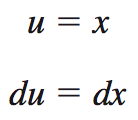 u = x
du = dx